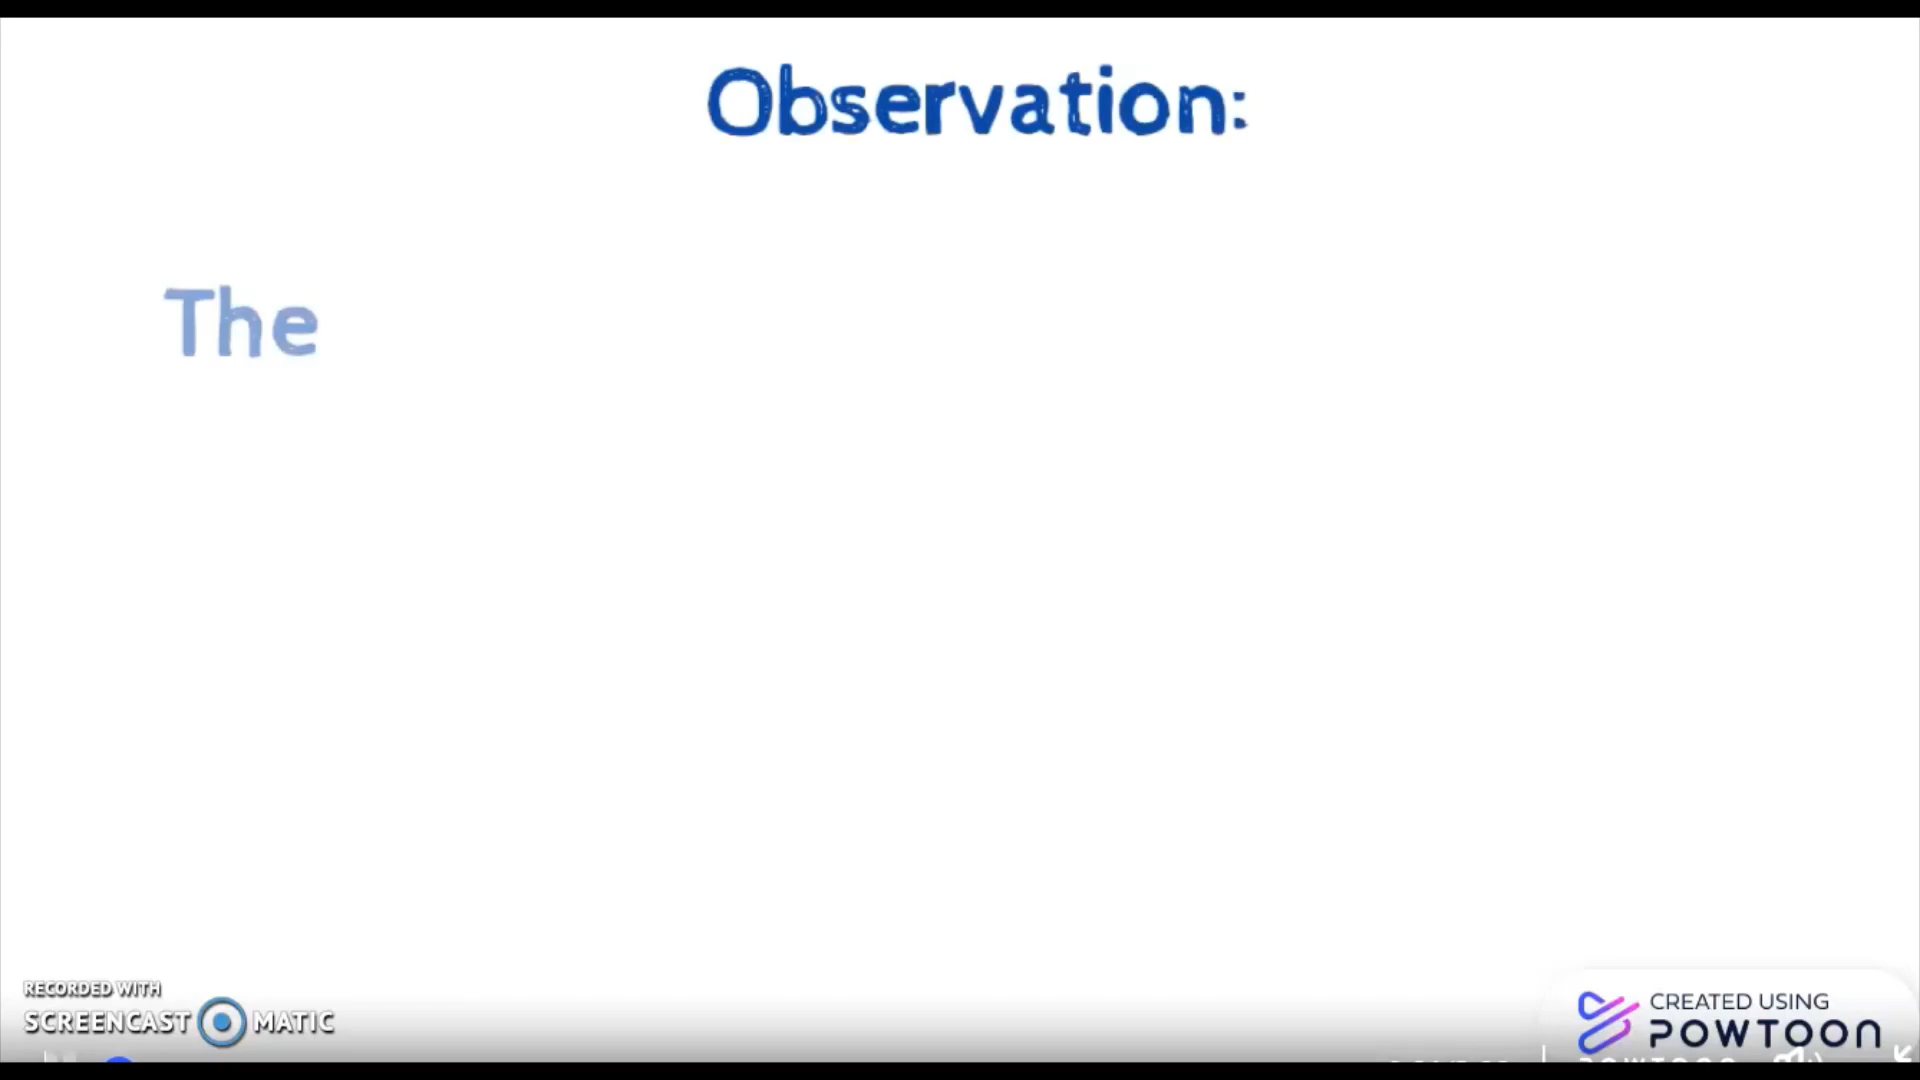 Observation:
The
RECORDED WITH
SCREENCAST MATIC
CREATED USING
POWTOON